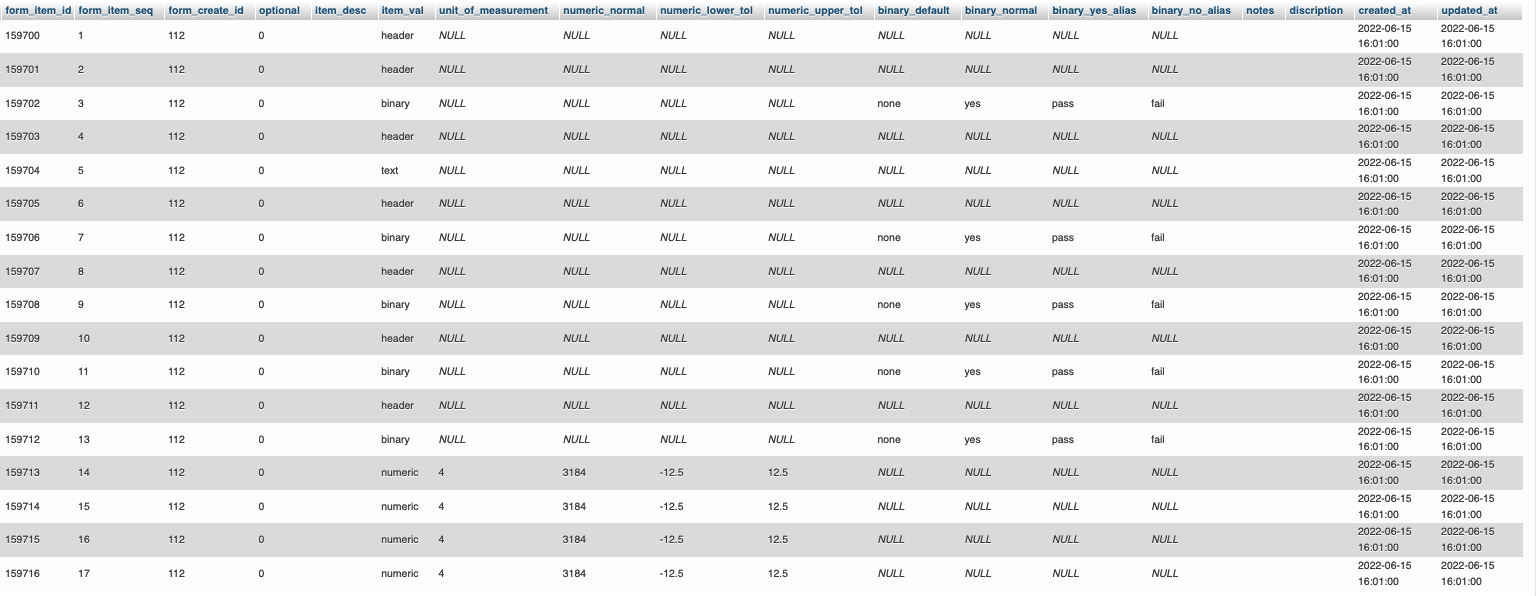 form_item_id form_item_seq form_create_id optional item_desc item_val unit_of_measurement numeric_normal numeric_lower_tol numeric_upper_tol binary_default binary_normal binary_yes_alias binary_no_alias notes discription created_at updated_at
159700 1 112 0 header NULL NULL NULL NULL NULL NULL NULL NULL 2022-06-15 16:01:00 2022-06-15 16:01:00
159701 2 112 0 header NULL NULL NULL NULL NULL NULL NULL NULL 2022-06-15 16:01:00 2022-06-15 16:01:00
159702 3 112 0 binary NULL NULL NULL NULL none yes pass fail 2022-06-15 16:01:00 2022-06-15 16:01:00
159703 4 112 0 header NULL NULL NULL NULL NULL NULL NULL NULL 2022-06-15 16:01:00 2022-06-15 16:01:00
159704 5 112 0 text NULL NULL NULL NULL NULL NULL NULL NULL 2022-06-15 16:01:00 2022-06-15 16:01:00
159705 6 112 0 header NULL NULL NULL NULL NULL NULL NULL NULL 2022-06-15 16:01:00 2022-06-15 16:01:00
159706 7 112 0 binary NULL NULL NULL NULL none yes pass fail 2022-06-15 16:01:00 2022-06-15 16:01:00
159707 8 112 0 header NULL NULL NULL NULL NULL NULL NULL NULL 2022-06-15 16:01:00 2022-06-15 16:01:00
159708 9 112 0 binary NULL NULL NULL NULL none yes pass fail 2022-06-15 16:01:00 2022-06-15 16:01:00
159709 10 112 0 header NULL NULL NULL NULL NULL NULL NULL NULL 2022-06-15 16:01:00 2022-06-15 16:01:00
159710 11 112 0 binary NULL NULL NULL NULL none yes pass fail 2022-06-15 16:01:00 2022-06-15 16:01:00
159711 12 112 0 header NULL NULL NULL NULL NULL NULL NULL NULL 2022-06-15 16:01:00 2022-06-15 16:01:00
159712 13 112 0 binary NULL NULL NULL NULL none yes pass fail 2022-06-15 16:01:00 2022-06-15 16:01:00
159713 14 112 0 numeric 4 3184 -12.5 12.5 NULL NULL NULL NULL 2022-06-15 16:01:00 2022-06-15 16:01:00
159714 15 112 0 numeric 4 3184 -12.5 12.5 NULL NULL NULL NULL 2022-06-15 16:01:00 2022-06-15 16:01:00
159715 16 112 0 numeric 4 3184 -12.5 12.5 NULL NULL NULL NULL 2022-06-15 16:01:00 2022-06-15 16:01:00
159716 17 112 0 numeric 4 3184 -12.5 12.5 NULL NULL NULL NULL 2022-06-15 16:01:00 2022-06-15 16:01:00